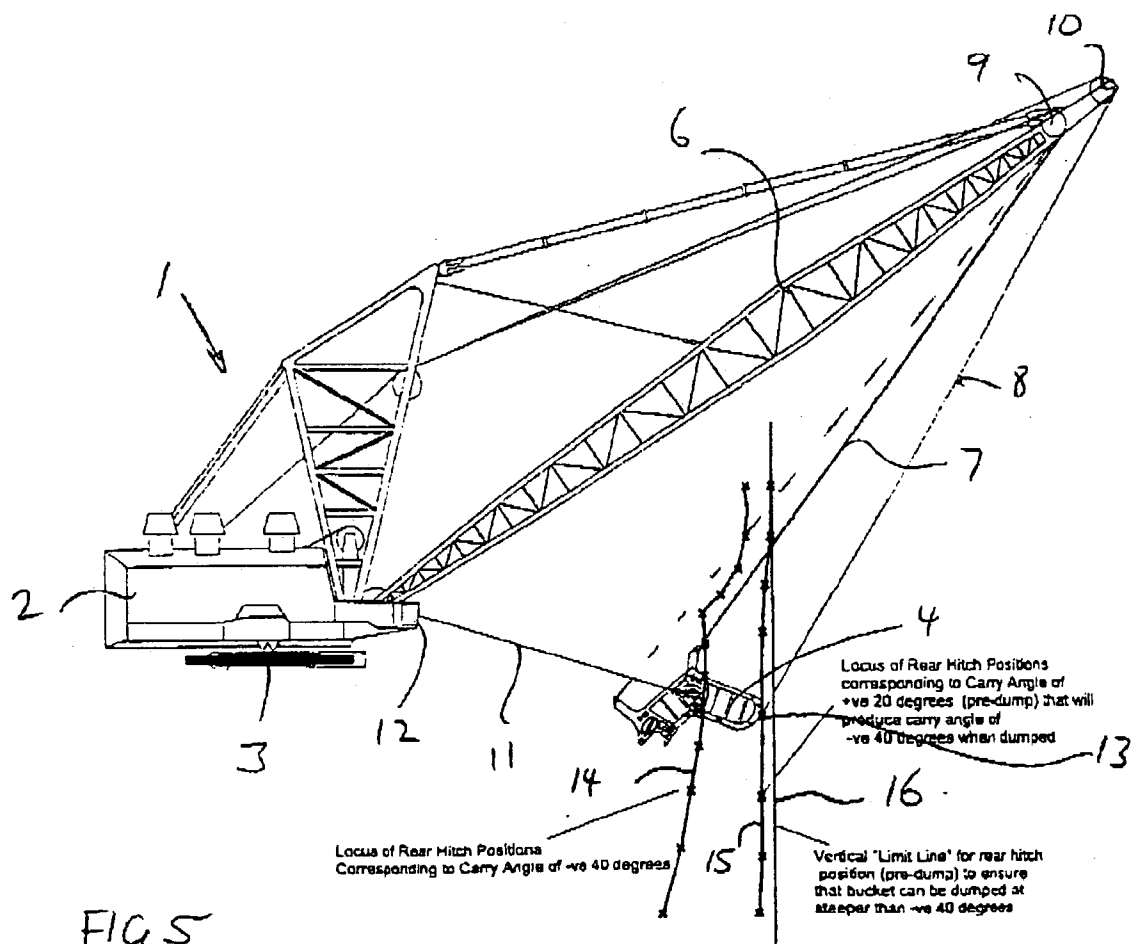 10
9
6
1
8
7
2
4
Locus of Rear Hitch Positions
corresponding to Carry Angle of
+ve 20 degrees (pre-dump) that will
produce carry angle of
-ve 40 degrees when dumped
3
12
11
13
14
16
15
Locus of Rear Hitch Positions
Corresponding to Carry Angle of -ve 40 degrees
Vertical "Limit Line" for rear hitch
position (pre-dump) to ensure
that bucket can be dumped at
steeper than -ve 40 degrees
FIG 5